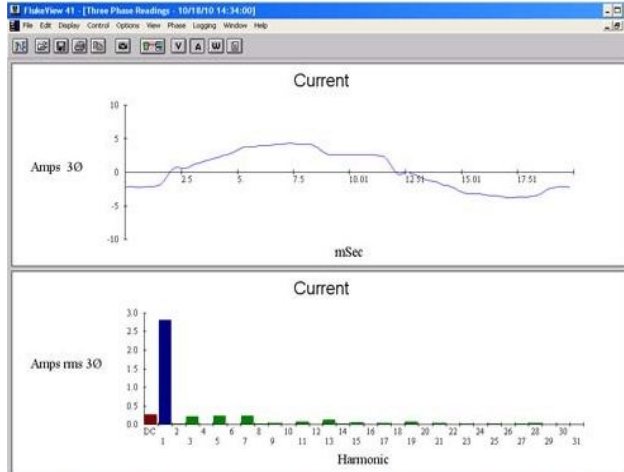 FlukeView 41 - [Three Phase Readings - 10/18/10 14:34:00]
File Edit Display Control Options View Phase Logging Window Help
V A W
Current
10
5
Amps 3Ø
0
2.5 5. 7.5 10.01 12.51 15.01 17.51
-5
-10
mSec
Current
3.0
2.5
2.0
Amps rms 3Ø
1.5
1.0
0.5
0.0
DC 2 4 6 8 10 12 14 16 18 20 22 24 26 28 30
1 3 5 7 9 11 13 15 17 19 21 23 25 27 29 31
Harmonic